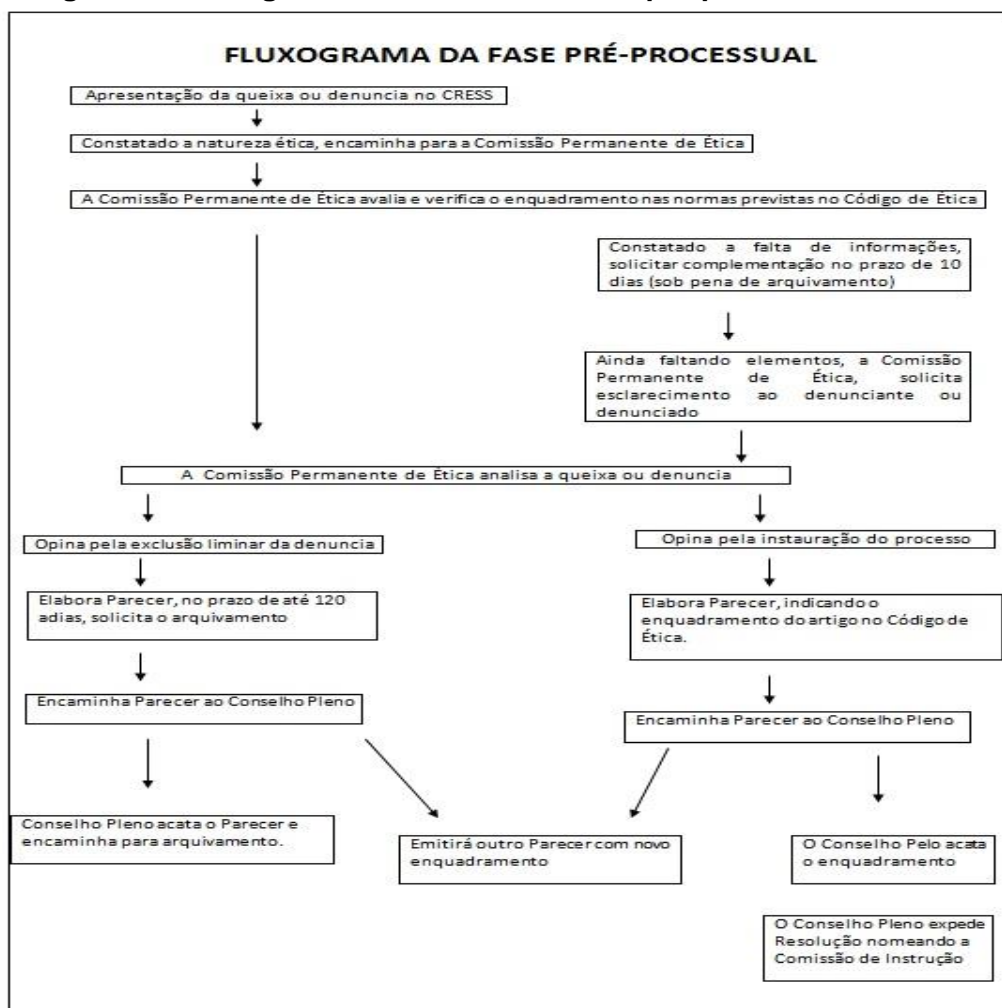 FLUXOGRAMA DA FASE PRÉ-PROCESSUAL
Apresentação da queixa ou denuncia no CRESS
Constatado a natureza ética, encaminha para a Comissão Permanente de Ética
A Comissão Permanente de Ética avalia e verifica o enquadramento nas normas previstas no Código de Ética
Constatado a falta de informações,
solicitar complementação no prazo de 10
dias (sob pena de arquivamento)
Ainda faltando elementos, a Comissão
Permanente de Ética, solicita
esclarecimento ao denunciante ou
denunciado
A Comissão Permanente de Ética analisa a queixa ou denuncia
Opina pela exclusão liminar da denuncia
Opina pela instauração do processo
Elabora Parecer, no prazo de até 120
adias, solicita o arquivamento
Elabora Parecer, indicando o
enquadramento do artigo no Código de
Ética.
Encaminha Parecer ao Conselho Pleno
Encaminha Parecer ao Conselho Pleno
Conselho Pleno acata o Parecer e
encaminha para arquivamento.
Emitirá outro Parecer com novo
enquadramento
O Conselho Pelo acata
o enquadramento
O Conselho Pleno expede
Resolução nomeando a
Comissão de Instrução